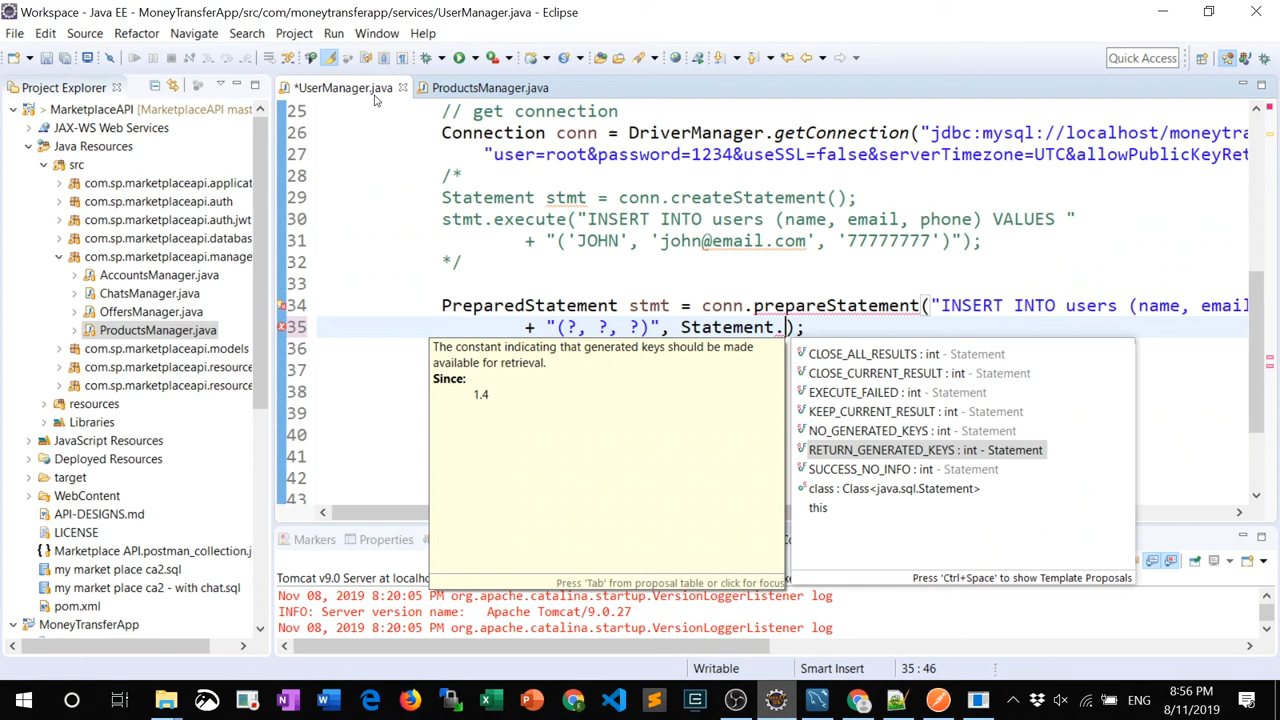 Workspace - Java EE - MoneyTransferApp/src/com/moneytransferapp/services/UserManager.java - Eclipse
File Edit Source Refactor Navigate Search Project Run Window Help
Quick Access
Project Explorer
*UserManager.java
ProductsManager.java
MarketplaceAPI [MarketplaceAPI mast
JAX-WS Web Services
Java Resources
src
com.sp.marketplaceapi.applicat
com.sp.marketplaceapi.auth
com.sp.marketplaceapi.auth.jwt
com.sp.marketplaceapi.databas
com.sp.marketplaceapi.manage
AccountsManager.java
ChatsManager.java
OffersManager.java
ProductsManager.java
com.sp.marketplaceapi.models
com.sp.marketplaceapi.resource
com.sp.marketplaceapi.resource
resources
Libraries
JavaScript Resources
Deployed Resources
target
WebContent
API-DESIGNS.md
LICENSE
Marketplace API.postman_collection.j
my market place ca2.sql
my market place ca2 - with chat.sql
pom.xml
MoneyTransferApp
25 // get connection
26 Connection conn = DriverManager.getConnection("jdbc:mysql://localhost/moneytra
27 "user=root&password=1234&useSSL=false&serverTimezone=UTC&allowPublicKeyRet
28 /*
29 Statement stmt = conn.createStatement();
30 stmt.execute("INSERT INTO users (name, email, phone) VALUES "
31 + "('JOHN', 'john@email.com', '77777777')");
32 */
33
34 PreparedStatement stmt = conn.prepareStatement("INSERT INTO users (name, email
35 + "(?, ?, ?)", Statement.);
36
37
38
39
40
41
42
43
The constant indicating that generated keys should be made
available for retrieval.
Since:
1.4
Press 'Tab' from proposal table or click for focus
CLOSE_ALL_RESULTS : int - Statement
CLOSE_CURRENT_RESULT : int - Statement
EXECUTE_FAILED : int - Statement
KEEP_CURRENT_RESULT : int - Statement
NO_GENERATED_KEYS : int - Statement
RETURN_GENERATED_KEYS : int - Statement
SUCCESS_NO_INFO : int - Statement
class : Class<java.sql.Statement>
this
Press 'Ctrl+Space' to show Template Proposals
Markers Properties
Tomcat v9.0 Server at localho
Nov 08, 2019 8:20:05 PM org.apache.catalina.startup.VersionLoggerListener log
INFO: Server version name: Apache Tomcat/9.0.27
Nov 08, 2019 8:20:05 PM org.apache.catalina.startup.VersionLoggerListener log
Writable Smart Insert 35 : 46
ENG
8:56 PM
8/11/2019